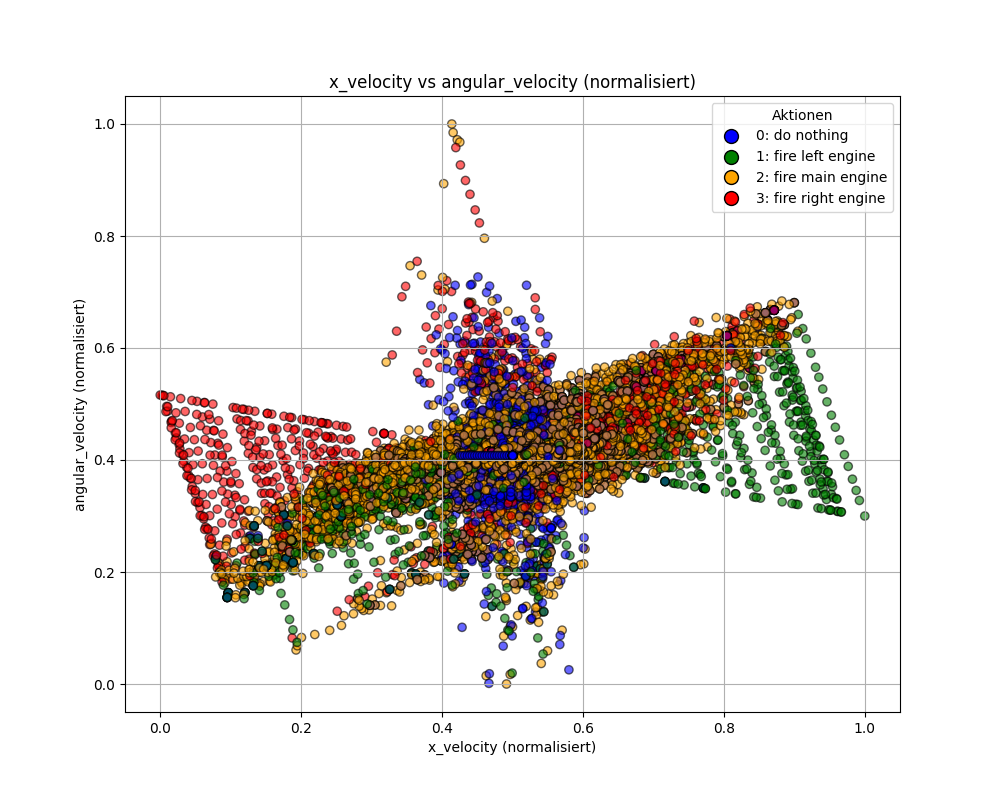 x_velocity vs angular_velocity (normalisiert)
Aktionen
0: do nothing
1: fire left engine
2: fire main engine
3: fire right engine
angular_velocity (normalisiert)
1.0
0.8
0.6
0.4
0.2
0.0
0.0 0.2 0.4 0.6 0.8 1.0
x_velocity (normalisiert)